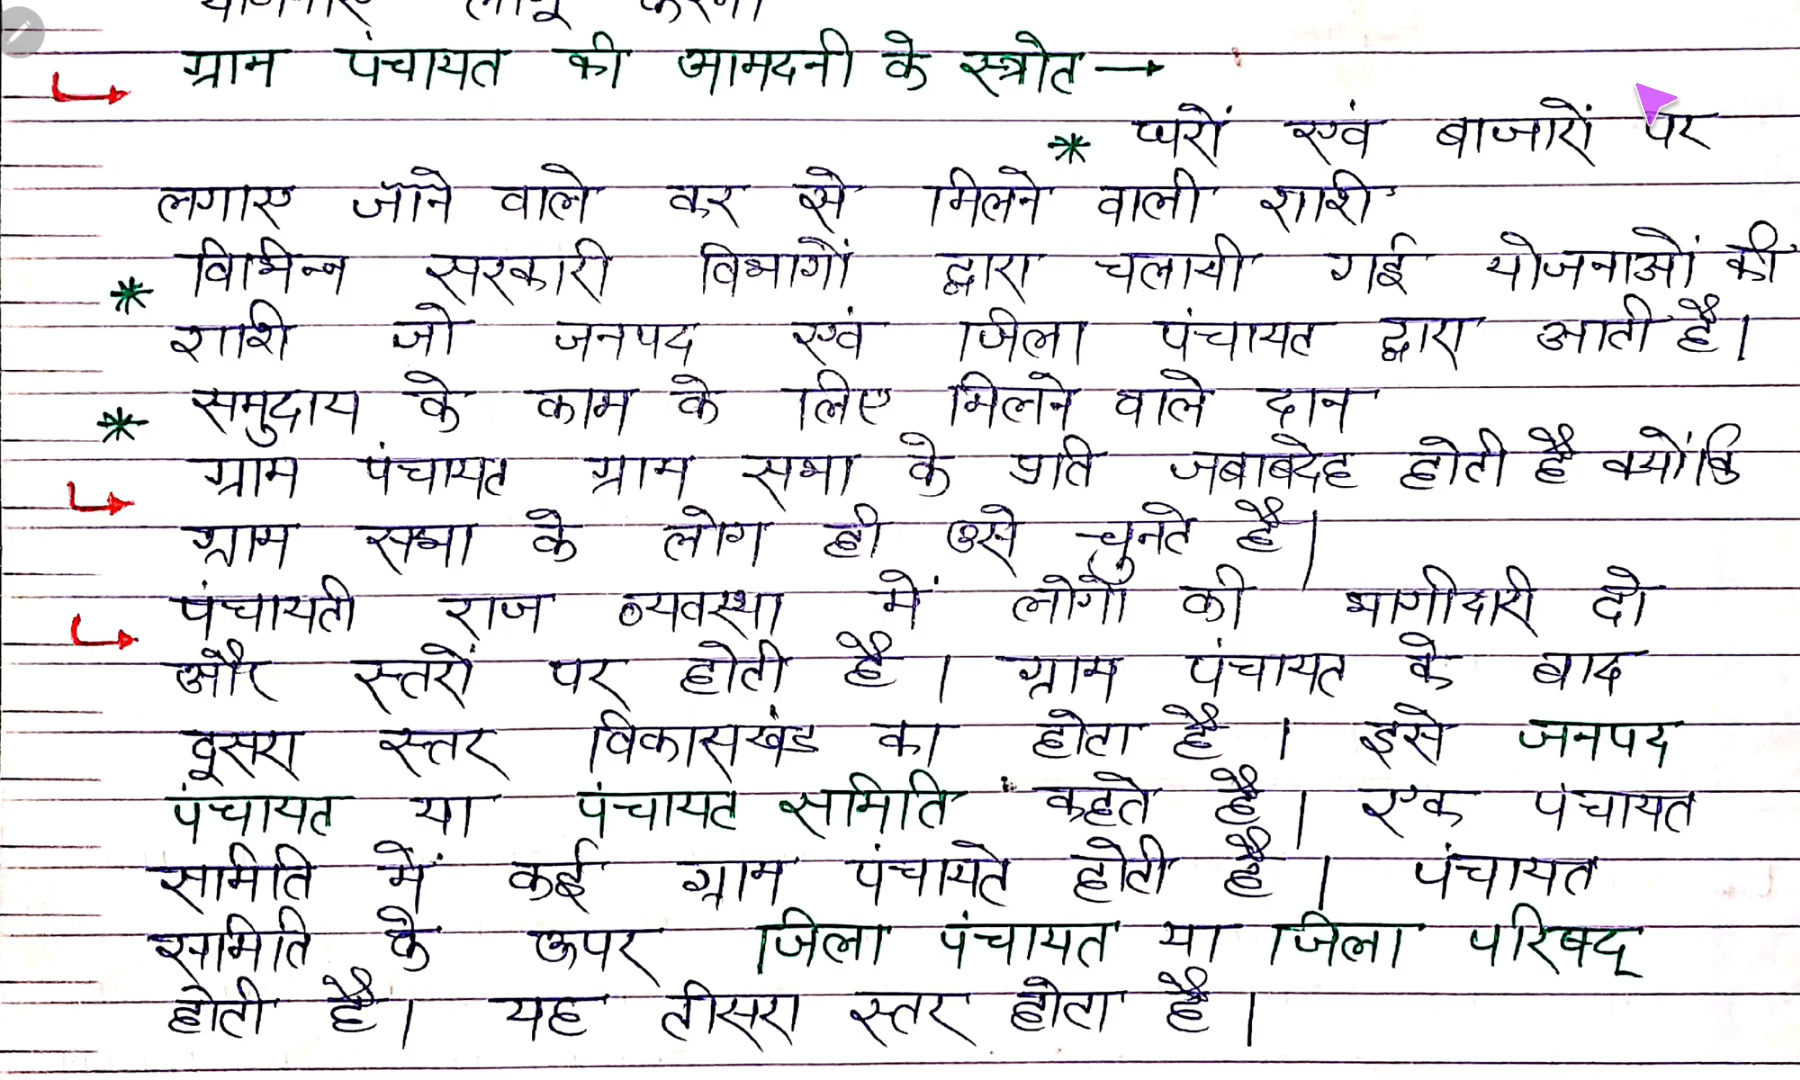 ग्राम पंचायत की आमदनी के स्त्रोत →
* घरों एवं बाजारों पर
लगाए जाने वाले कर से मिलने वाली राशी
* विभिन्न सरकारी विभागों द्वारा चलायी गई योजनाओं की
राशी जो जनपद एवं जिला पंचायत द्वारा आती है।
* समुदाय के काम के लिए मिलने वाले दान
ग्राम पंचायत ग्राम सभा के प्रति जबाबदेह होती है क्योंकि
ग्राम सभा के लोग ही उसे चुनते है।
पंचायती राज व्यवस्था में लोगों की भागीदारी दो
और स्तरों पर होती है। ग्राम पंचायत के बाद
दूसरा स्तर विकासखंड का होता है। इसे जनपद
पंचायत या पंचायत समिति कहते है। एक पंचायत
समिति में कई ग्राम पंचायते होती है। पंचायत
समिति के ऊपर जिला पंचायत या जिला परिषद्
होती है। यह तीसरा स्तर होता है।